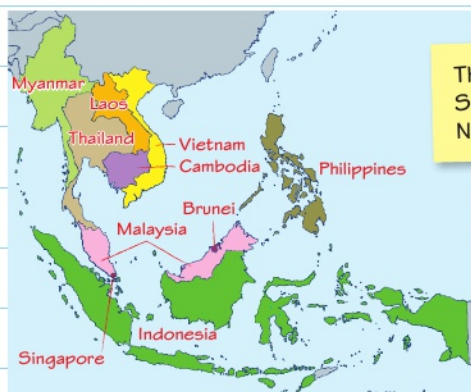 Myanmar
Laos
Thailand
Vietnam
Cambodia
Philippines
Brunei
Malaysia
Indonesia
Singapore
Th
S
N